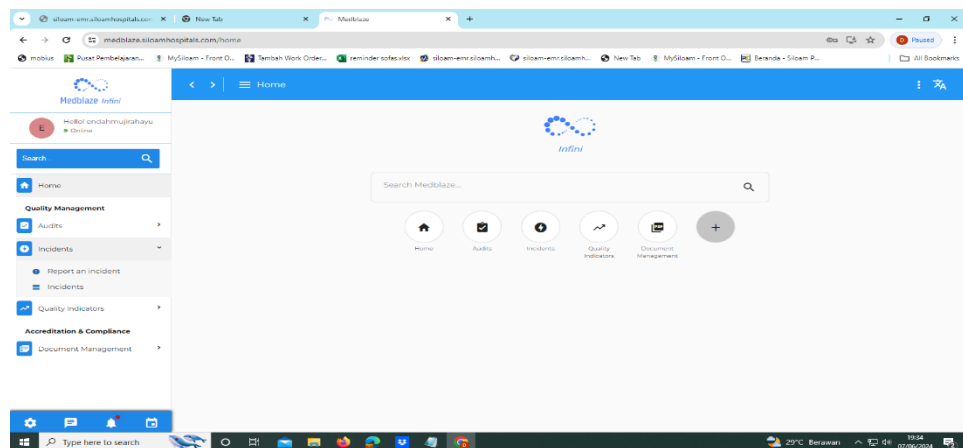 siloam-emr.siloamhospitals.com
New Tab
Medblaze
medblaze.siloamhospitals.com/home
Paused
mobius
Pusat Pembelajaran...
MySiloam - Front O...
Tambah Work Order...
reminder sofas.xlsx
siloam-emr.siloamh...
siloam-emr.siloamh...
New Tab
MySiloam - Front O...
Beranda - Siloam P...
All Bookmarks
Medblaze Infini
E
Hello! endahmujirahayu
Online
Search...
Home
Quality Management
Audits
Incidents
Report an incident
Incidents
Quality Indicators
Accreditation & Compliance
Document Management
Home
Infini
Search Medblaze...
Home
Audits
Incidents
Quality Indicators
Document Management
Type here to search
29°C Berawan
19:34
07/06/2024